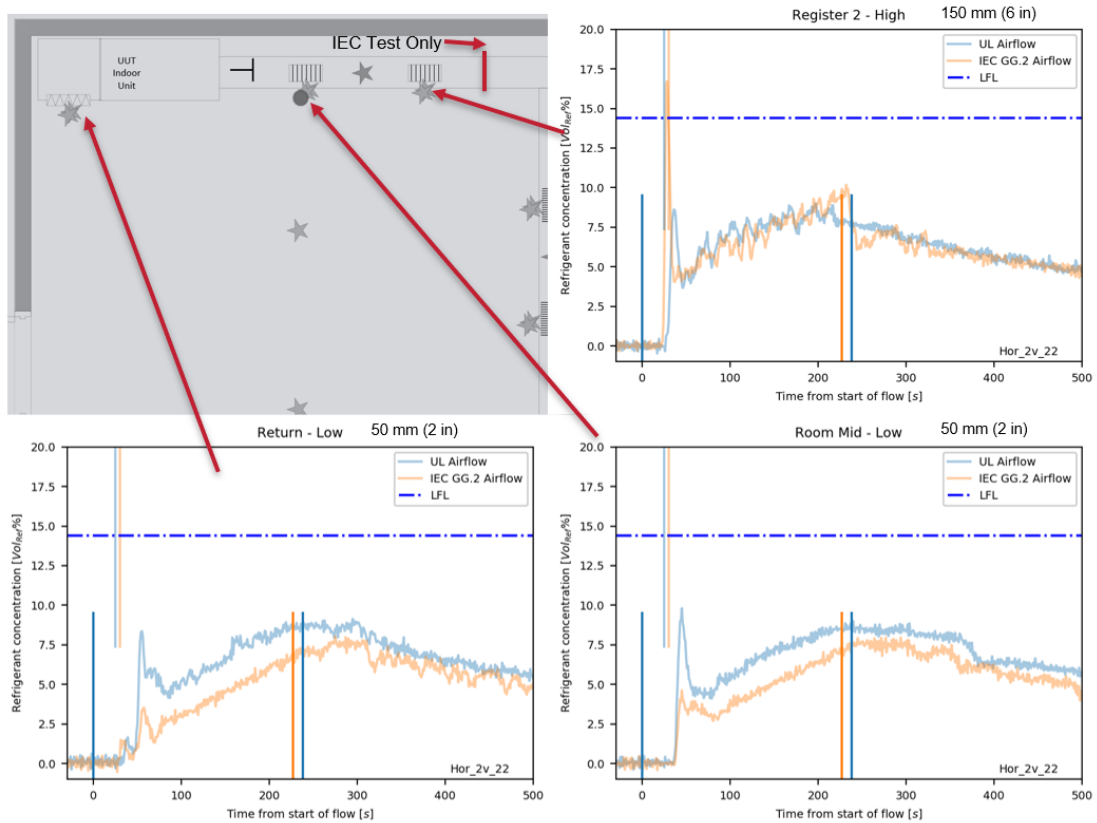 IEC Test Only
UUT
Indoor
Unit
Register 2 - High 150 mm (6 in)
20.0
17.5
15.0
12.5
10.0
7.5
5.0
2.5
0.0
Refrigerant concentration [Vol_Ref%]
UL Airflow
IEC GG.2 Airflow
LFL
Hor_2v_22
0 100 200 300 400 500
Time from start of flow [s]
Return - Low 50 mm (2 in)
20.0
17.5
15.0
12.5
10.0
7.5
5.0
2.5
0.0
Refrigerant concentration [Vol_Ref%]
UL Airflow
IEC GG.2 Airflow
LFL
Hor_2v_22
0 100 200 300 400 500
Time from start of flow [s]
Room Mid - Low 50 mm (2 in)
20.0
17.5
15.0
12.5
10.0
7.5
5.0
2.5
0.0
Refrigerant concentration [Vol_Ref%]
UL Airflow
IEC GG.2 Airflow
LFL
Hor_2v_22
0 100 200 300 400 500
Time from start of flow [s]